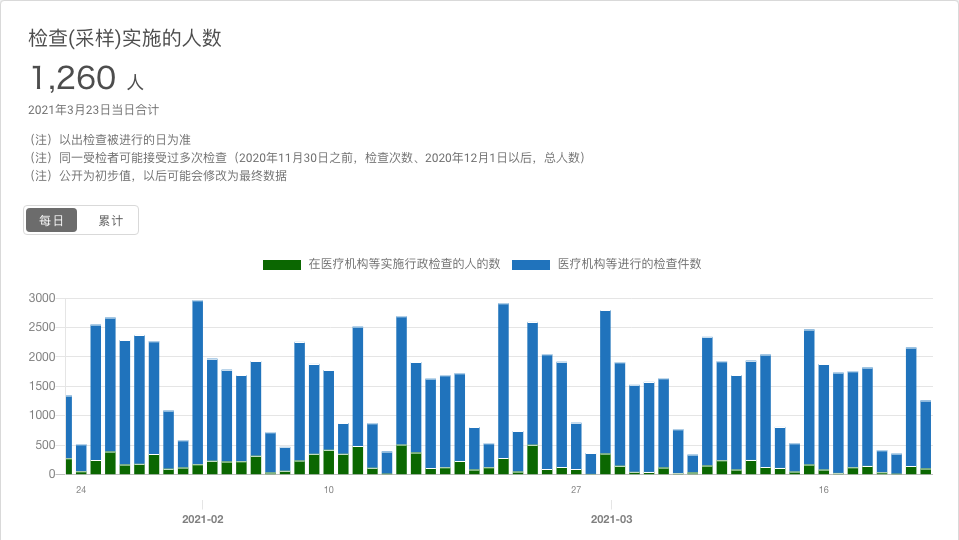 检查(采样)实施的人数
1,260 人
2021年3月23日当日合计
（注）以出检查被进行的日为准
（注）同一受检者可能接受过多次检查（2020年11月30日之前，检查次数、2020年12月1日以后，总人数）
（注）公开为初步值，以后可能会修改为最终数据
每日 累计
在医疗机构等实施行政检查的人的数 医疗机构等进行的检查件数
3000
2500
2000
1500
1000
500
0
24 10 27 16
2021-02 2021-03